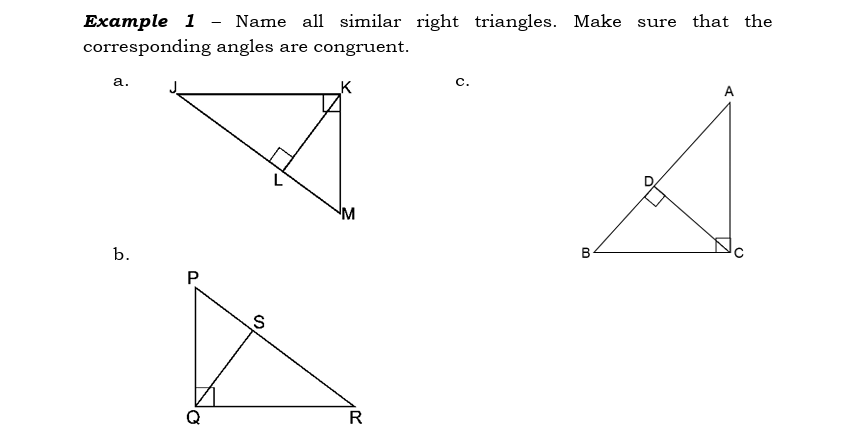 Example 1 – Name all similar right triangles. Make sure that the
corresponding angles are congruent.
a.
J
K
L
M
b.
P
S
Q
R
c.
A
D
B
C